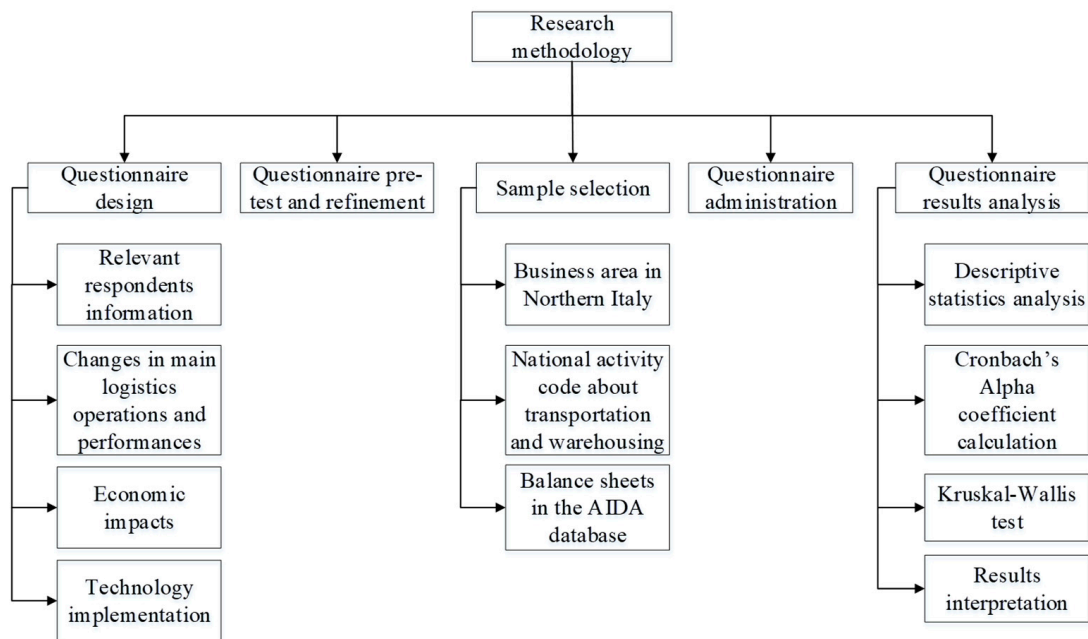 Research
methodology
Questionnaire
design
Questionnaire pre-
test and refinement
Sample selection
Questionnaire
administration
Questionnaire
results analysis
Relevant
respondents
information
Changes in main
logistics
operations and
performances
Economic
impacts
Technology
implementation
Business area in
Northern Italy
National activity
code about
transportation
and warehousing
Balance sheets
in the AIDA
database
Descriptive
statistics analysis
Cronbach’s
Alpha
coefficient
calculation
Kruskal-Wallis
test
Results
interpretation